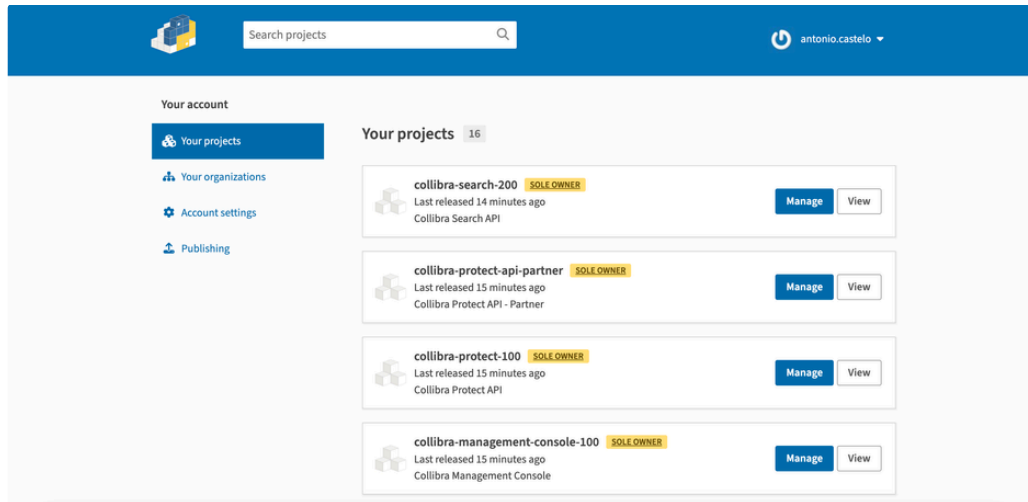 Search projects
antonio.castelo
Your account
Your projects
Your organizations
Account settings
Publishing
Your projects 16
collibra-search-200 SOLE OWNER
Last released 14 minutes ago
Collibra Search API
Manage View
collibra-protect-api-partner SOLE OWNER
Last released 15 minutes ago
Collibra Protect API - Partner
Manage View
collibra-protect-100 SOLE OWNER
Last released 15 minutes ago
Collibra Protect API
Manage View
collibra-management-console-100 SOLE OWNER
Last released 15 minutes ago
Collibra Management Console
Manage View